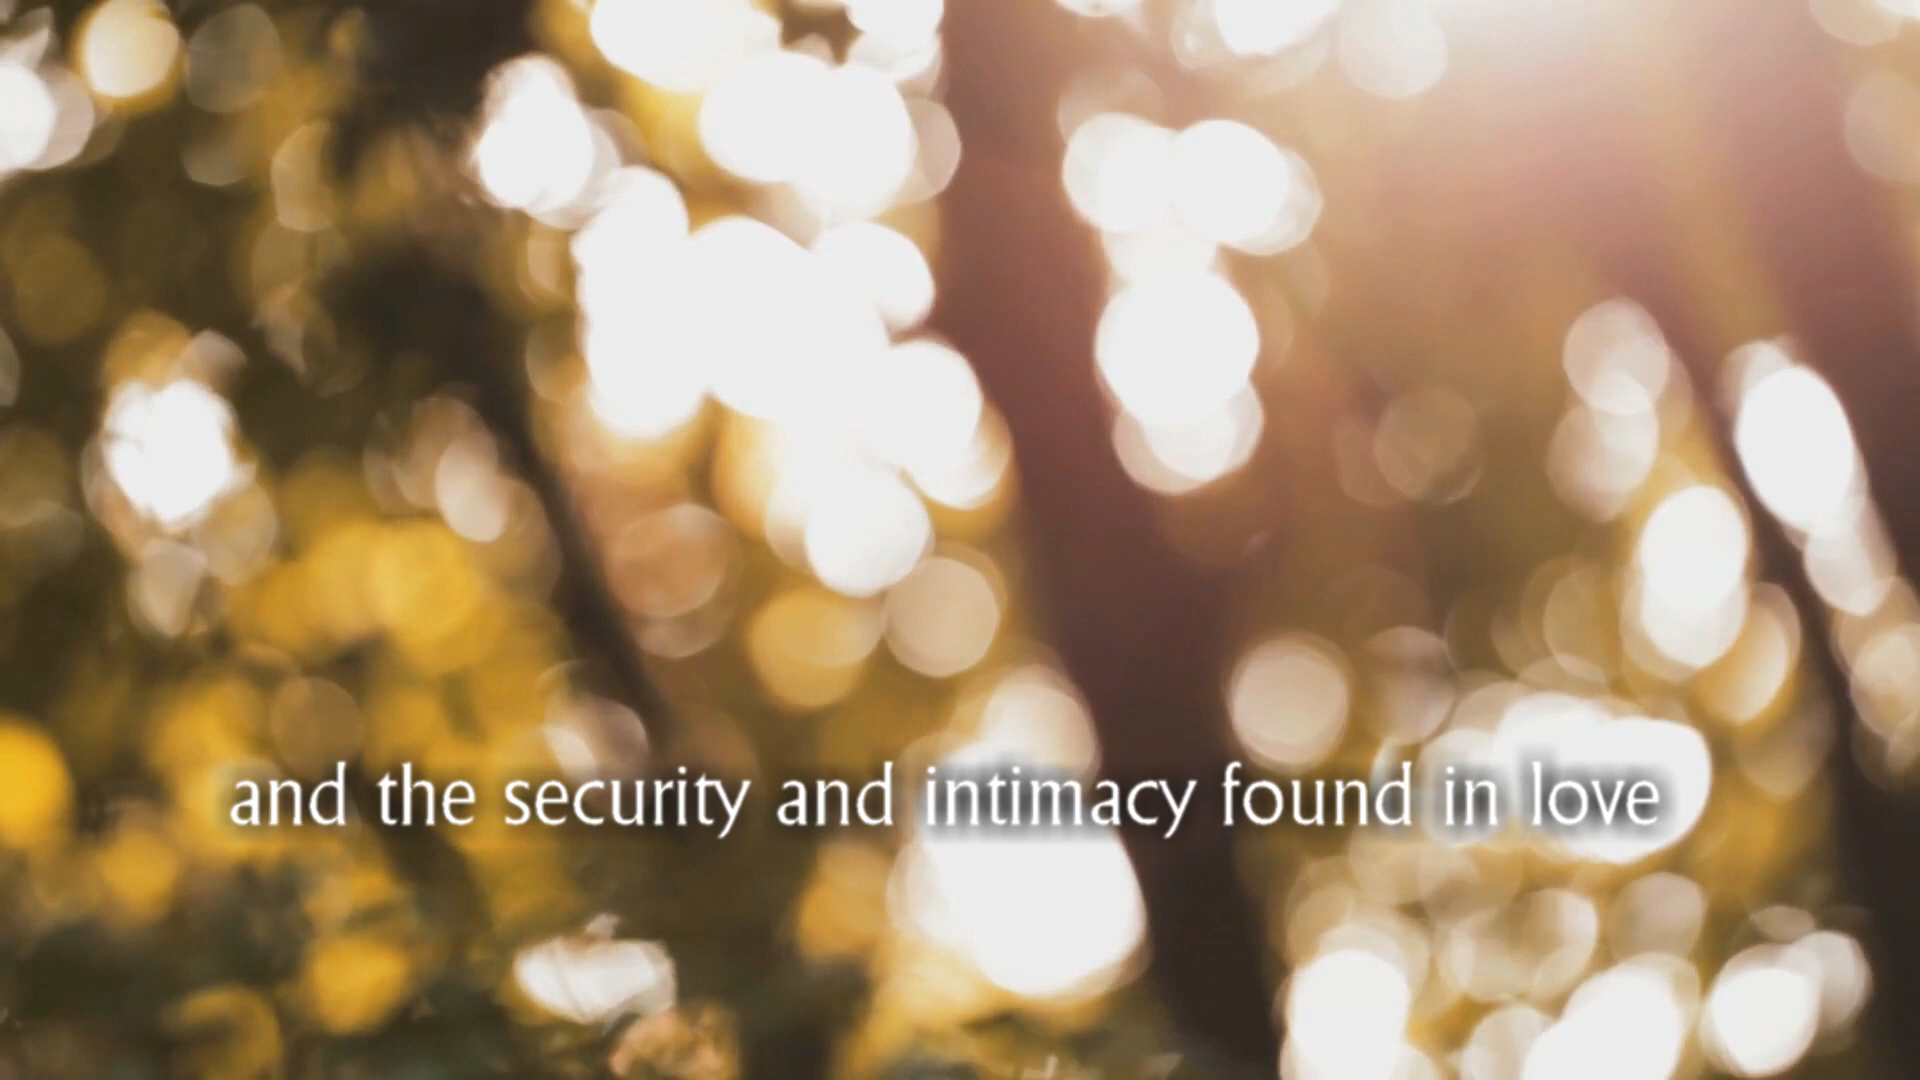 and the security and intimacy found in love